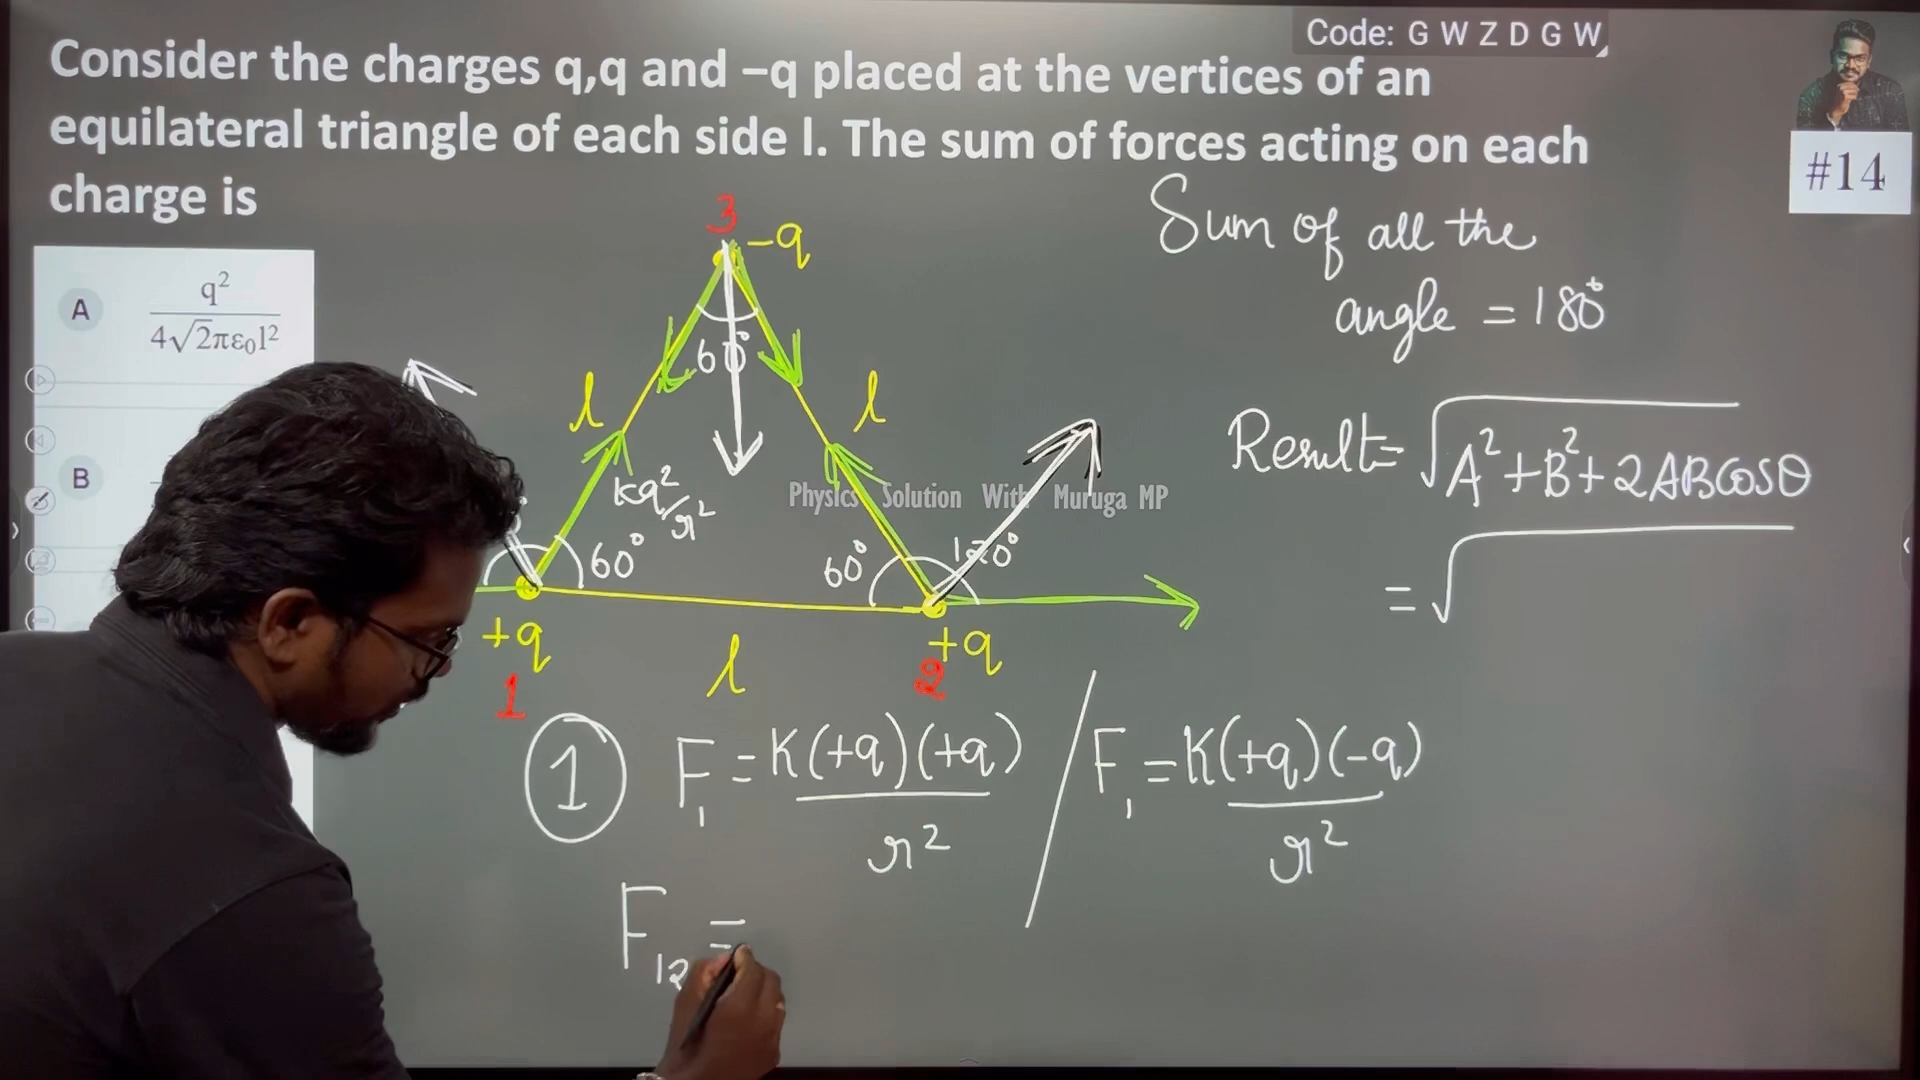 Code: G W Z D G W
Consider the charges q,q and –q placed at the vertices of an
equilateral triangle of each side l. The sum of forces acting on each
charge is
#14
A
q²
4√2πε₀l²
B
3
-q
60°
l
l
Kq²/r²
60°
60°
120°
+q
1
l
+q
2
Physics Solution With Muruga MP
Sum of all the
angle = 180°
Result = √A²+B²+2ABCosθ
= √
1
F₁ = K(+q)(+q) / r²
F₁ = K(+q)(-q) / r²
F₁₂ =